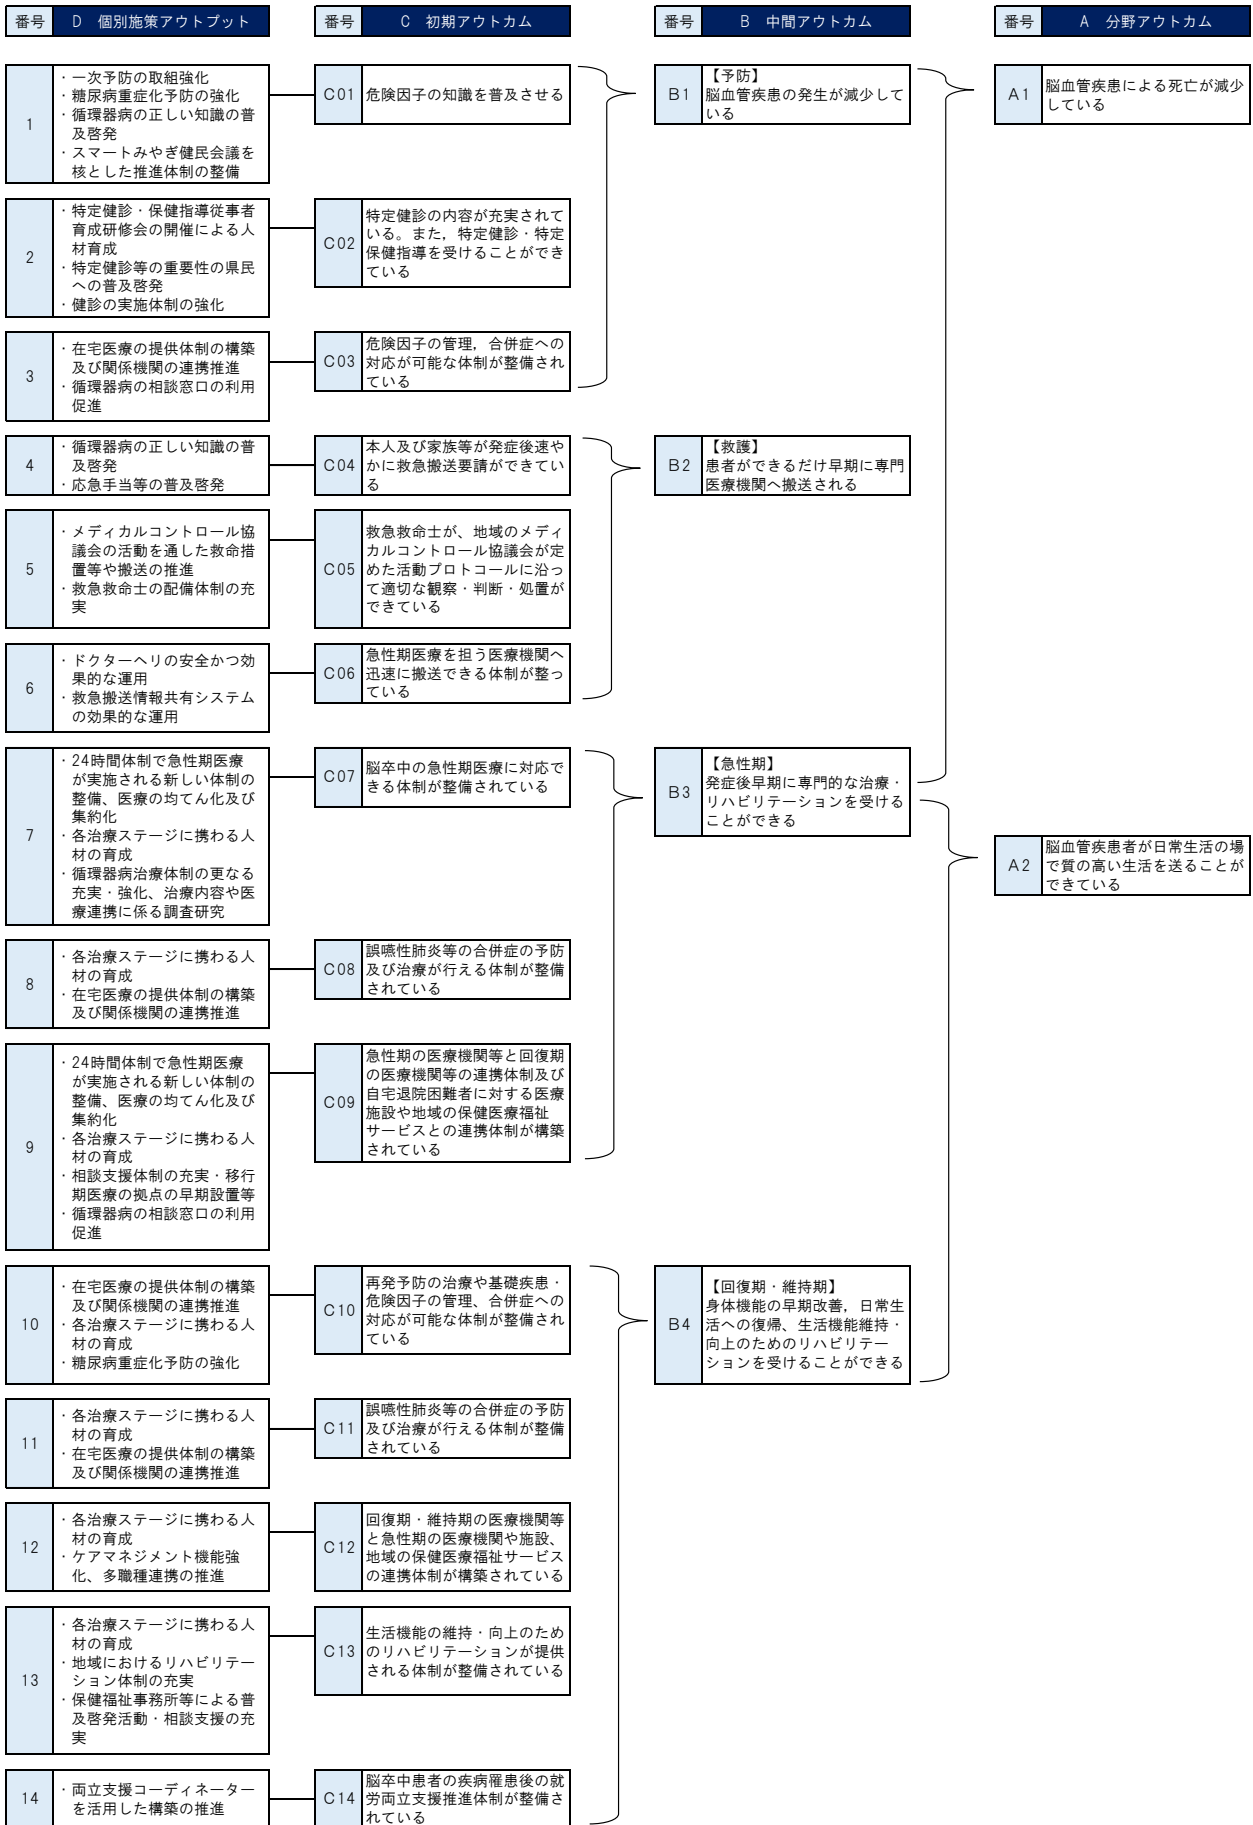 番号 D 個別施策アウトプット 番号 C 初期アウトカム 番号 B 中間アウトカム 番号 A 分野アウトカム
1
・一次予防の取組強化
・糖尿病重症化予防の強化
・循環器病の正しい知識の普
及啓発
・スマートみやぎ健民会議を
核とした推進体制の整備
C01
危険因子の知識を普及させる
B1
【予防】
脳血管疾患の発生が減少して
いる
A1
脳血管疾患による死亡が減少
している
2
・特定健診・保健指導従事者
育成研修会の開催による人
材育成
・特定健診等の重要性の県民
への普及啓発
・健診の実施体制の強化
C02
特定健診の内容が充実されて
いる。また，特定健診・特定
保健指導を受けることができ
ている
3
・在宅医療の提供体制の構築
及び関係機関の連携推進
・循環器病の相談窓口の利用
促進
C03
危険因子の管理，合併症への
対応が可能な体制が整備され
ている
4
・循環器病の正しい知識の普
及啓発
・応急手当等の普及啓発
C04
本人及び家族等が発症後速や
かに救急搬送要請ができてい
る
B2
【救護】
患者ができるだけ早期に専門
医療機関へ搬送される
5
・メディカルコントロール協
議会の活動を通した救命措
置等や搬送の推進
・救急救命士の配備体制の充
実
C05
救急救命士が、地域のメディ
カルコントロール協議会が定
めた活動プロトコールに沿っ
て適切な観察・判断・処置が
できている
6
・ドクターヘリの安全かつ効
果的な運用
・救急搬送情報共有システム
の効果的な運用
C06
急性期医療を担う医療機関へ
迅速に搬送できる体制が整っ
ている
7
・24時間体制で急性期医療
が実施される新しい体制の
整備、医療の均てん化及び
集約化
・各治療ステージに携わる人
材の育成
・循環器病治療体制の更なる
充実・強化、治療内容や医
療連携に係る調査研究
C07
脳卒中の急性期医療に対応で
きる体制が整備されている
B3
【急性期】
発症後早期に専門的な治療・
リハビリテーションを受ける
ことができる
A2
脳血管疾患者が日常生活の場
で質の高い生活を送ることが
できている
8
・各治療ステージに携わる人
材の育成
・在宅医療の提供体制の構築
及び関係機関の連携推進
C08
誤嚥性肺炎等の合併症の予防
及び治療が行える体制が整備
されている
9
・24時間体制で急性期医療
が実施される新しい体制の
整備、医療の均てん化及び
集約化
・各治療ステージに携わる人
材の育成
・相談支援体制の充実・移行
期医療の拠点の早期設置等
・循環器病の相談窓口の利用
促進
C09
急性期の医療機関等と回復期
の医療機関等の連携体制及び
自宅退院困難者に対する医療
施設や地域の保健医療福祉
サービスとの連携体制が構築
されている
10
・在宅医療の提供体制の構築
及び関係機関の連携推進
・各治療ステージに携わる人
材の育成
・糖尿病重症化予防の強化
C10
再発予防の治療や基礎疾患・
危険因子の管理、合併症への
対応が可能な体制が整備され
ている
B4
【回復期・維持期】
身体機能の早期改善，日常生
活への復帰、生活機能維持・
向上のためのリハビリテー
ションを受けることができる
11
・各治療ステージに携わる人
材の育成
・在宅医療の提供体制の構築
及び関係機関の連携推進
C11
誤嚥性肺炎等の合併症の予防
及び治療が行える体制が整備
されている
12
・各治療ステージに携わる人
材の育成
・ケアマネジメント機能強
化、多職種連携の推進
C12
回復期・維持期の医療機関等
と急性期の医療機関や施設、
地域の保健医療福祉サービス
の連携体制が構築されている
13
・各治療ステージに携わる人
材の育成
・地域におけるリハビリテー
ション体制の充実
・保健福祉事務所等による普
及啓発活動・相談支援の充
実
C13
生活機能の維持・向上のため
のリハビリテーションが提供
される体制が整備されている
14
・両立支援コーディネーター
を活用した構築の推進
C14
脳卒中患者の疾病罹患後の就
労両立支援推進体制が整備さ
れている